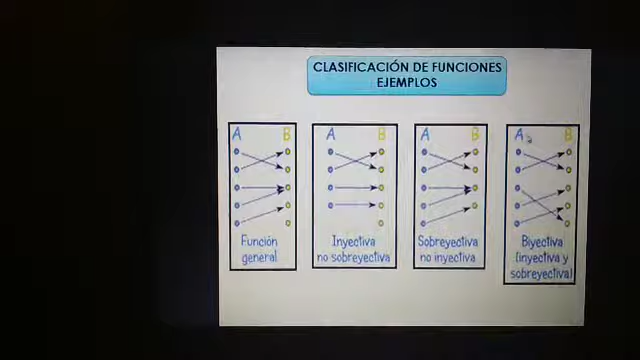 CLASIFICACIÓN DE FUNCIONES
EJEMPLOS
A B
Función
general
A B
Inyectiva
no sobreyectiva
A B
Sobreyectiva
no inyectiva
A B
Biyectiva
(inyectiva y
sobreyectiva)